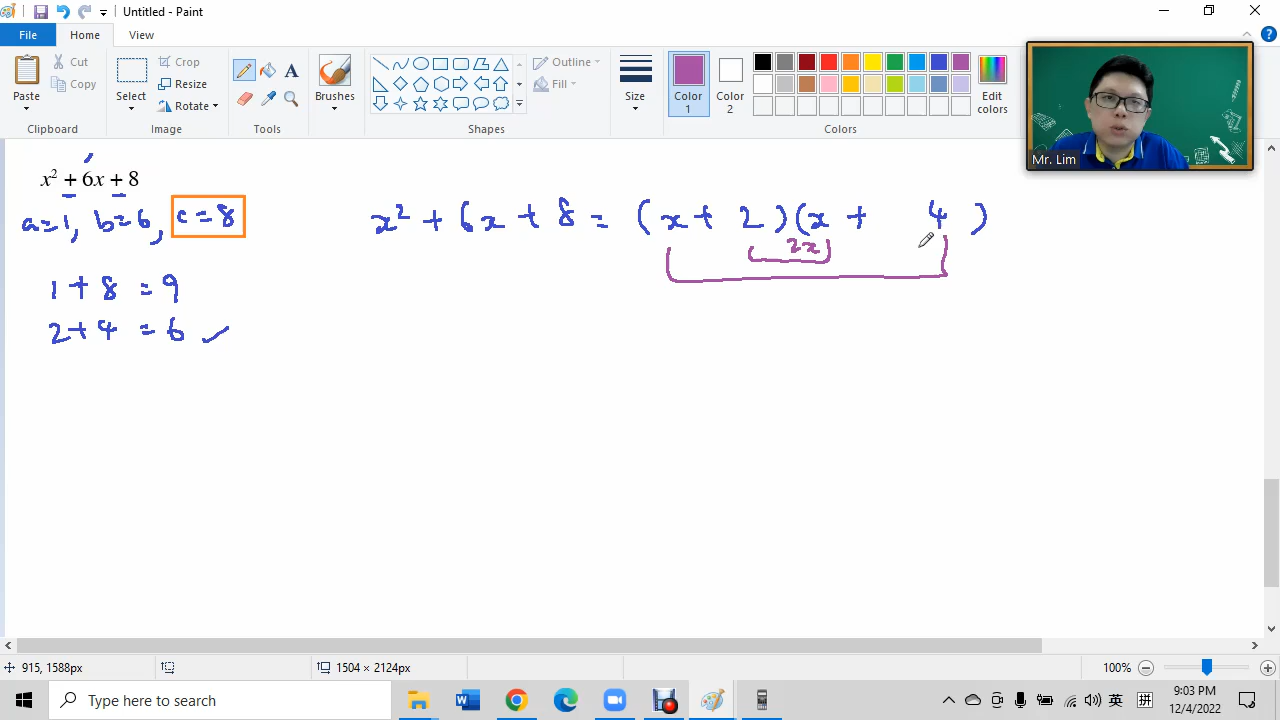 Untitled - Paint
File Home View
Paste Cut Copy Select Crop Resize Rotate Brushes Outline Fill Size Color 1 Color 2 Edit colors
Clipboard Image Tools Shapes Colors
Mr. Lim
x² + 6x + 8
a=1, b=6, c=8
x² + 6x + 8 = (x + 2)(x + 4)
2x
1 + 8 = 9
2 + 4 = 6 ✓
915, 1588px 1504 × 2124px 100%
Type here to search
英 拼 9:03 PM
12/4/2022